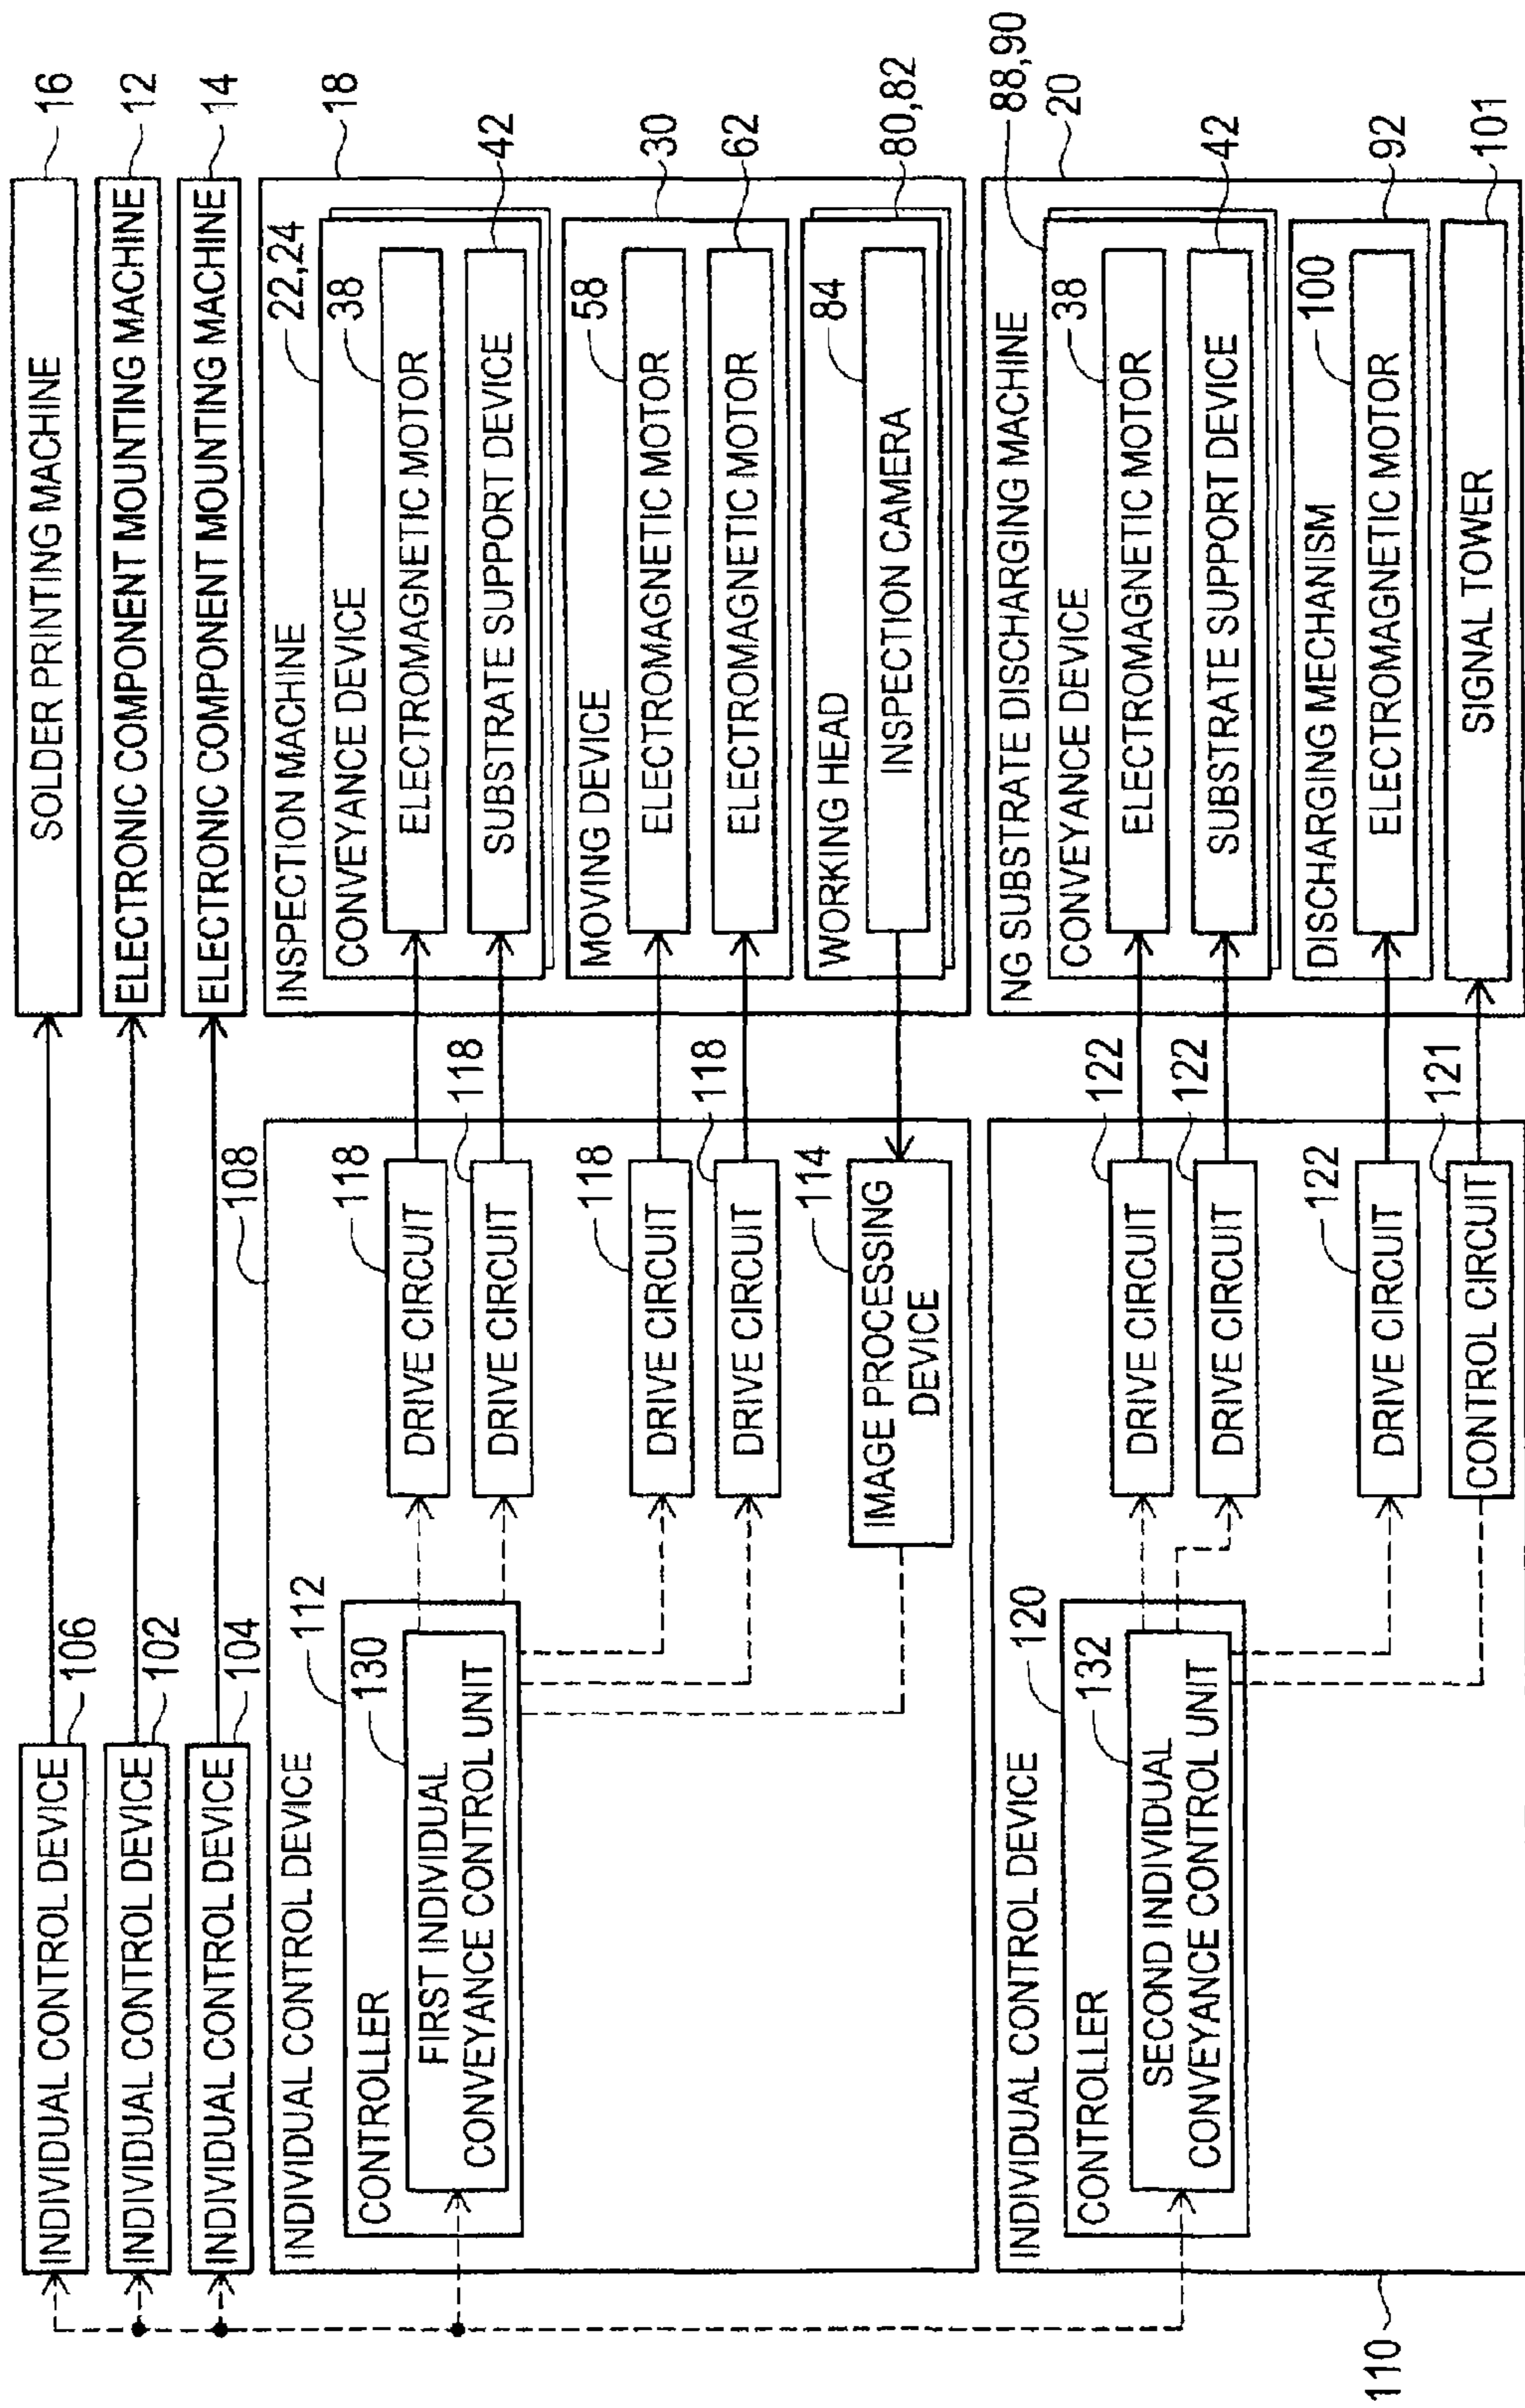 INDIVIDUAL CONTROL DEVICE
106
SOLDER PRINTING MACHINE
16
INDIVIDUAL CONTROL DEVICE
102
ELECTRONIC COMPONENT MOUNTING MACHINE
12
INDIVIDUAL CONTROL DEVICE
104
ELECTRONIC COMPONENT MOUNTING MACHINE
14
INDIVIDUAL CONTROL DEVICE
108
CONTROLLER
112
FIRST INDIVIDUAL
CONVEYANCE CONTROL UNIT
130
DRIVE CIRCUIT
118
DRIVE CIRCUIT
118
DRIVE CIRCUIT
118
DRIVE CIRCUIT
118
IMAGE PROCESSING
DEVICE
114
INSPECTION MACHINE
18
CONVEYANCE DEVICE
22,24
ELECTROMAGNETIC MOTOR
38
SUBSTRATE SUPPORT DEVICE
42
MOVING DEVICE
30
ELECTROMAGNETIC MOTOR
58
ELECTROMAGNETIC MOTOR
62
WORKING HEAD
80,82
INSPECTION CAMERA
84
INDIVIDUAL CONTROL DEVICE
110
CONTROLLER
120
SECOND INDIVIDUAL
CONVEYANCE CONTROL UNIT
132
DRIVE CIRCUIT
122
DRIVE CIRCUIT
122
DRIVE CIRCUIT
122
CONTROL CIRCUIT
121
NG SUBSTRATE DISCHARGING MACHINE
20
CONVEYANCE DEVICE
88,90
ELECTROMAGNETIC MOTOR
38
SUBSTRATE SUPPORT DEVICE
42
DISCHARGING MECHANISM
92
ELECTROMAGNETIC MOTOR
100
SIGNAL TOWER
101